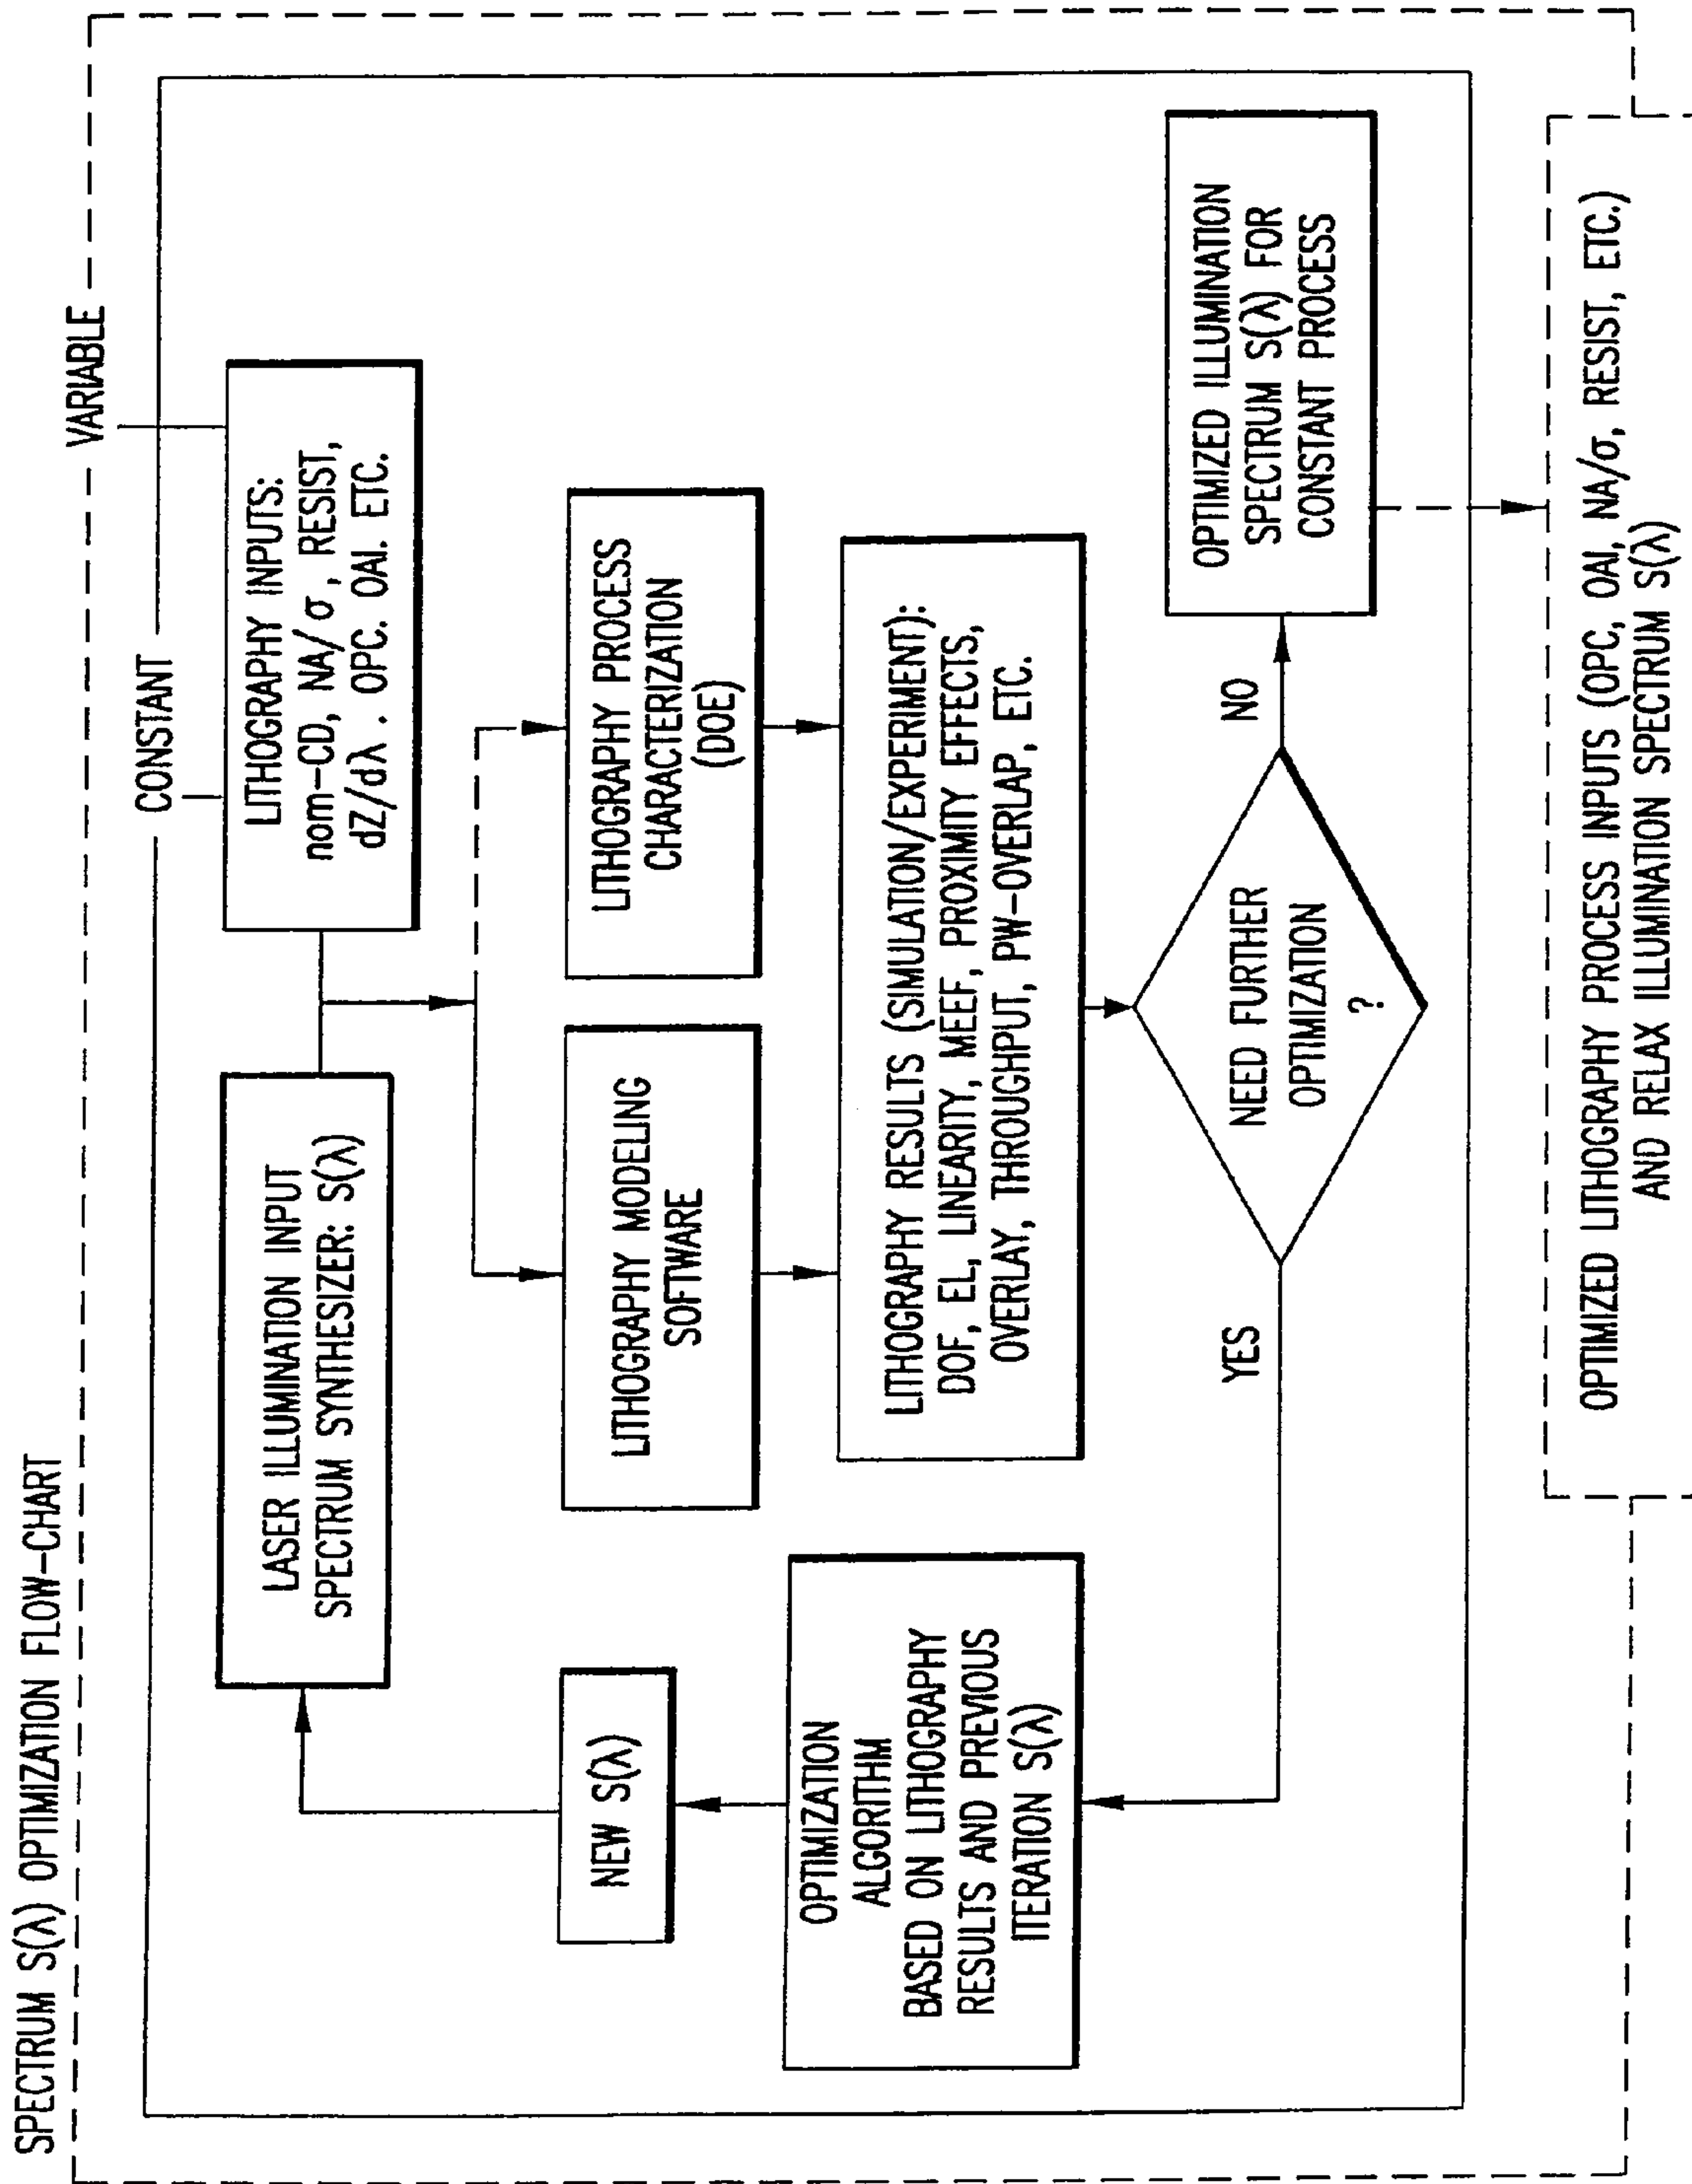 SPECTRUM S(λ) OPTIMIZATION FLOW-CHART
VARIABLE
CONSTANT
LASER ILLUMINATION INPUT
SPECTRUM SYNTHESIZER: S(λ)
LITHOGRAPHY INPUTS:
nom-CD, NA/σ, RESIST,
dZ/dλ . OPC. OAI. ETC.
NEW S(λ)
LITHOGRAPHY MODELING
SOFTWARE
LITHOGRAPHY PROCESS
CHARACTERIZATION
(DOE)
OPTIMIZATION
ALGORITHM
BASED ON LITHOGRAPHY
RESULTS AND PREVIOUS
ITERATION S(λ)
LITHOGRAPHY RESULTS (SIMULATION/EXPERIMENT):
DOF, EL, LINEARITY, MEEF, PROXIMITY EFFECTS,
OVERLAY, THROUGHPUT, PW-OVERLAP, ETC.
YES
NEED FURTHER
OPTIMIZATION
?
NO
OPTIMIZED ILLUMINATION
SPECTRUM S(λ) FOR
CONSTANT PROCESS
OPTIMIZED LITHOGRAPHY PROCESS INPUTS (OPC, OAI, NA/σ, RESIST, ETC.)
AND RELAX ILLUMINATION SPECTRUM S(λ)